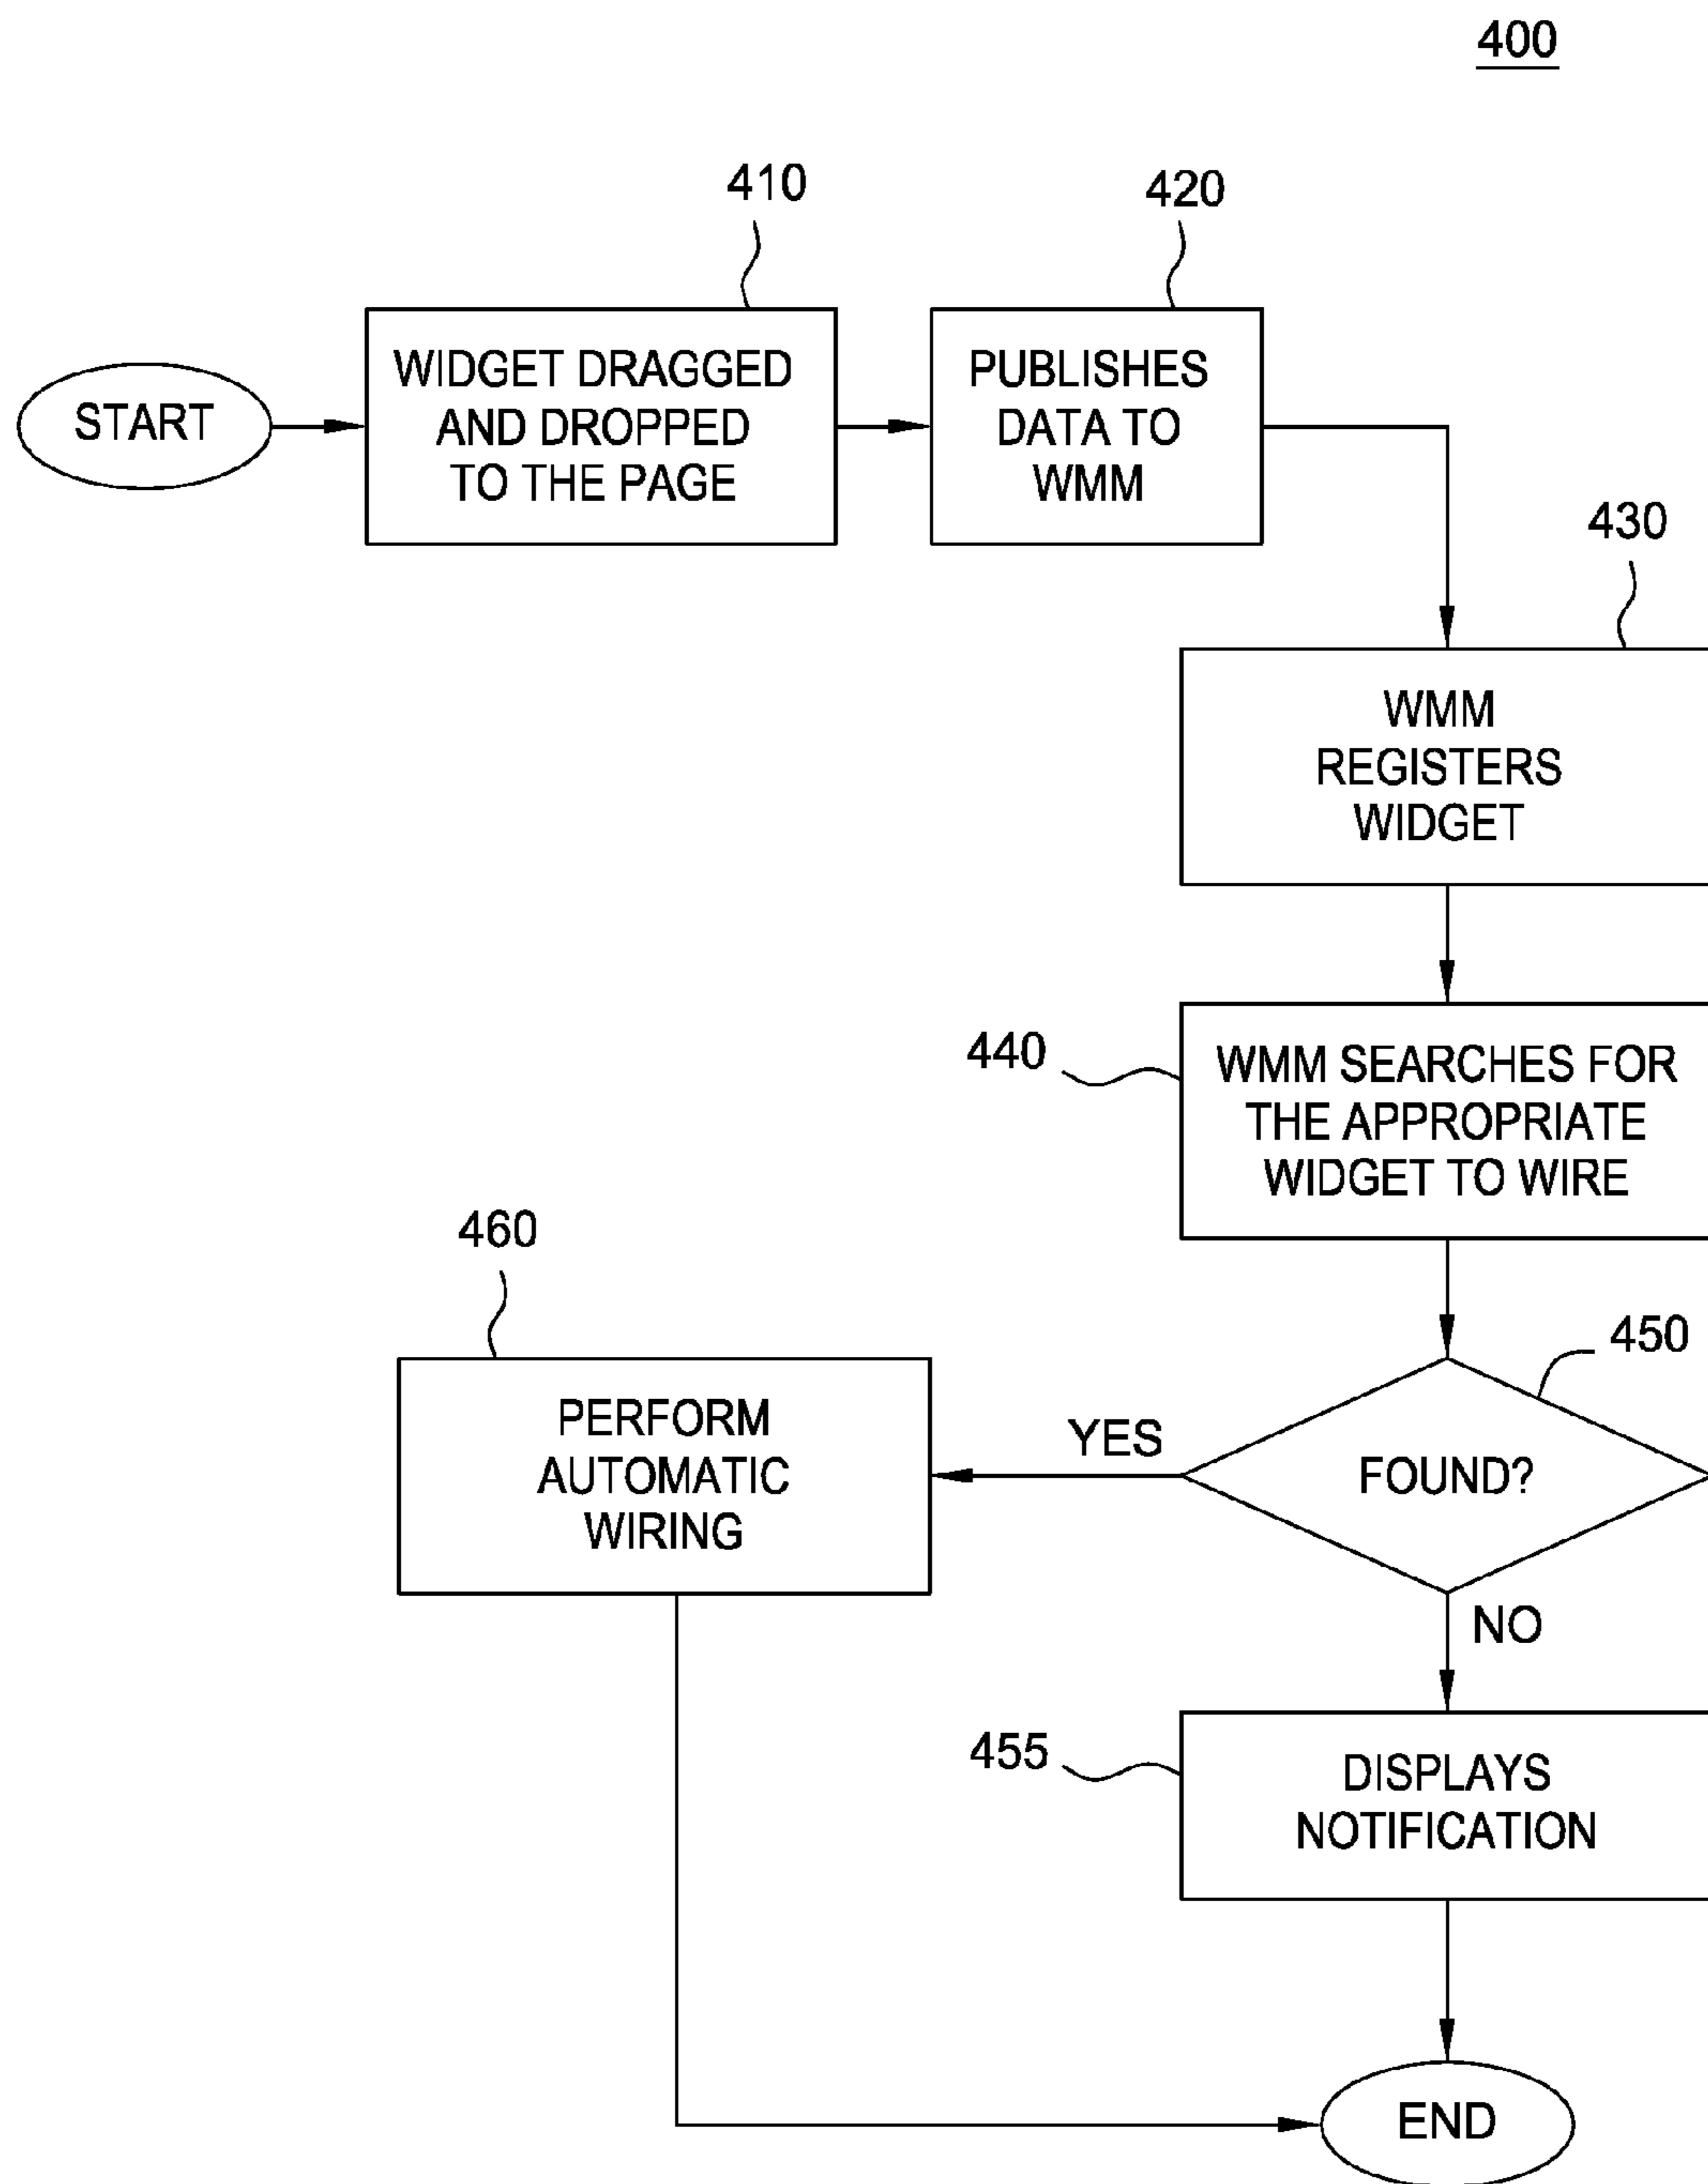 400
410
420
START
WIDGET DRAGGED
AND DROPPED
TO THE PAGE
PUBLISHES
DATA TO
WMM
430
WMM
REGISTERS
WIDGET
440
WMM SEARCHES FOR
THE APPROPRIATE
WIDGET TO WIRE
460
450
PERFORM
AUTOMATIC
WIRING
YES
FOUND?
NO
455
DISPLAYS
NOTIFICATION
END